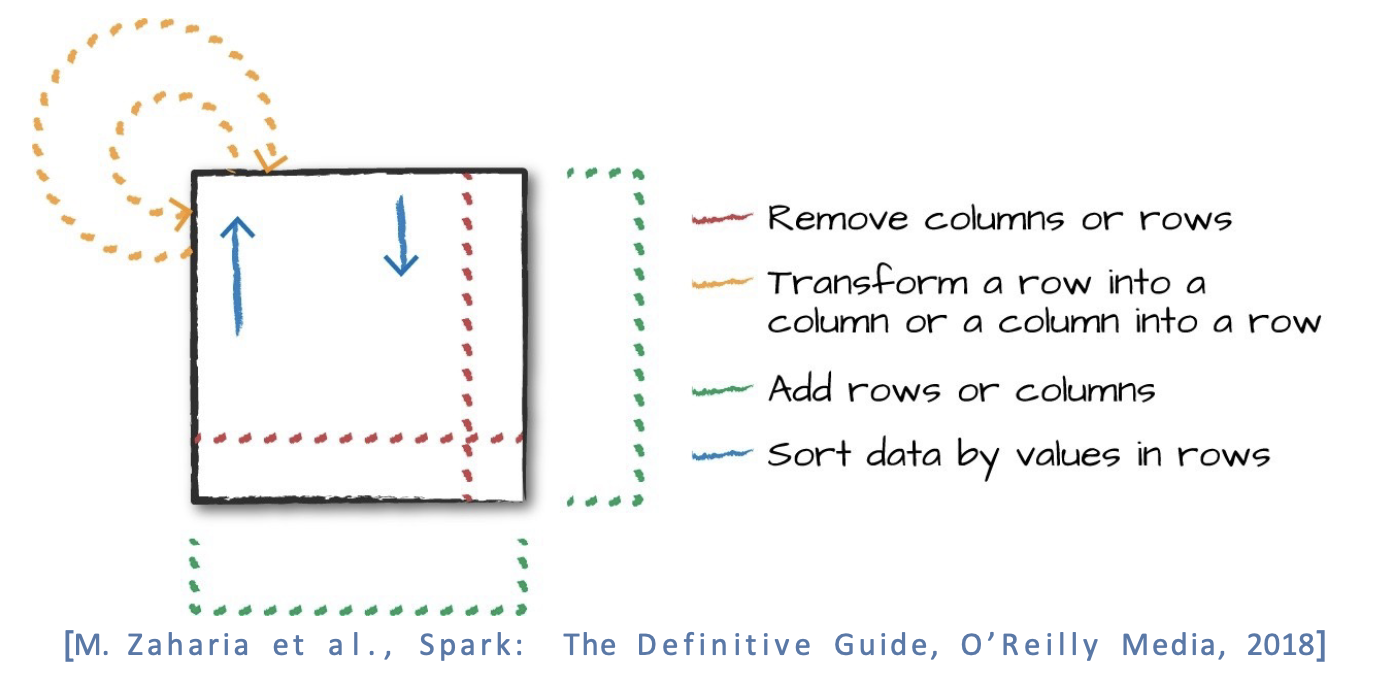 Remove columns or rows
Transform a row into a
column or a column into a row
Add rows or columns
Sort data by values in rows
[M. Zaharia et al., Spark: The Definitive Guide, O’Reilly Media, 2018]